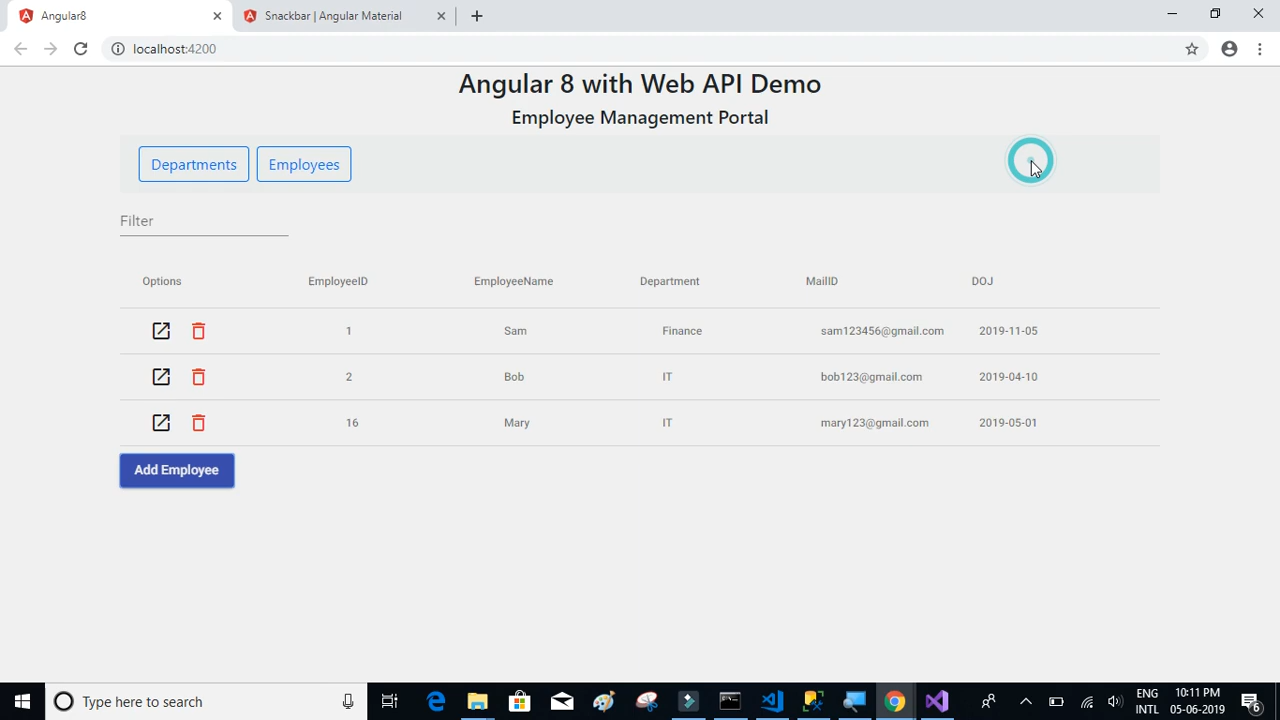 Angular8
Snackbar | Angular Material
localhost:4200
Angular 8 with Web API Demo
Employee Management Portal
Departments Employees
Filter
Options EmployeeID EmployeeName Department MailID DOJ
1 Sam Finance sam123456@gmail.com 2019-11-05
2 Bob IT bob123@gmail.com 2019-04-10
16 Mary IT mary123@gmail.com 2019-05-01
Add Employee
Type here to search
ENG
INTL
10:11 PM
05-06-2019
6